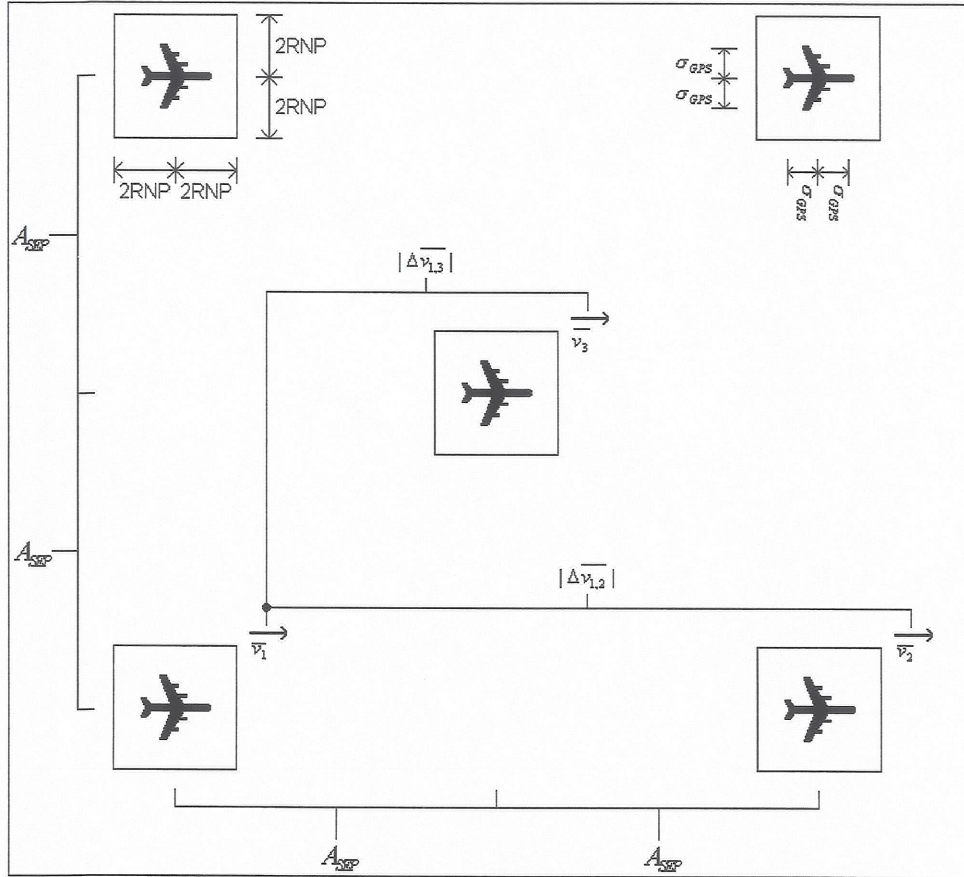 2RNP
2RNP
2RNP 2RNP
σGPS
σGPS
σGPS σGPS
ASEP
|Δv1,3|
v3
ASEP
|Δv1,2|
v1
v2
ASEP ASEP